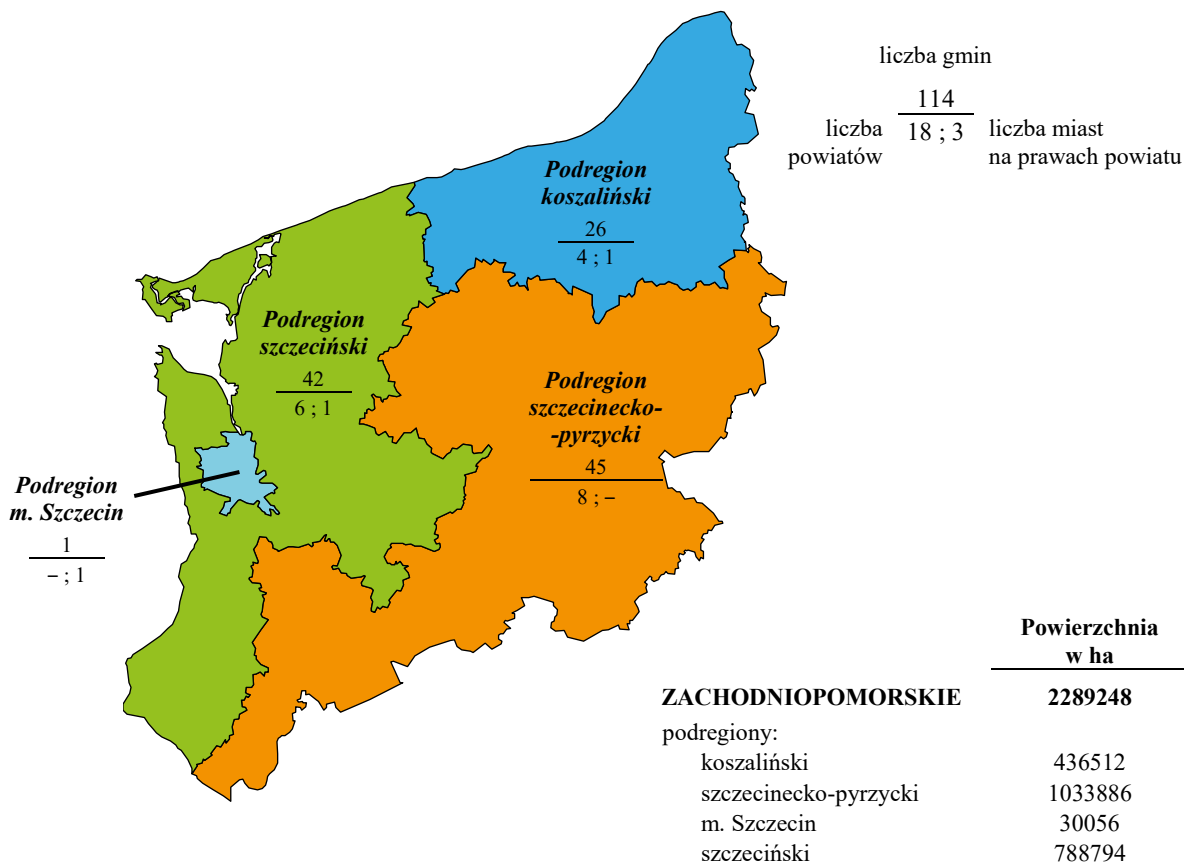 liczba gmin
114
liczba
powiatów
18 ; 3
liczba miast
na prawach powiatu
Podregion
koszaliński
26
4 ; 1
Podregion
szczeciński
42
6 ; 1
Podregion
szczecinecko-
-pyrzycki
45
8 ; –
Podregion
m. Szczecin
1
– ; 1
Powierzchnia
w ha
ZACHODNIOPOMORSKIE 2289248
podregiony:
koszaliński 436512
szczecinecko-pyrzycki 1033886
m. Szczecin 30056
szczeciński 788794